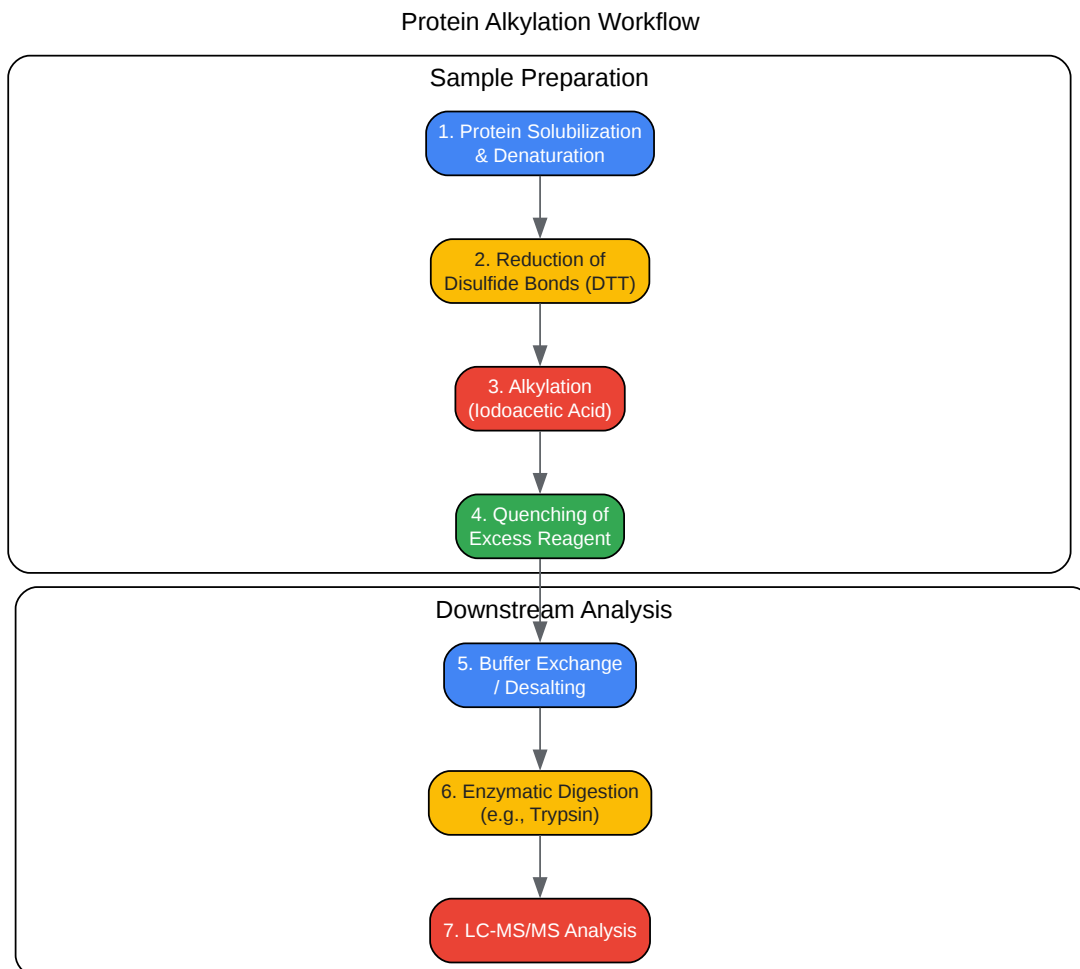 Protein Alkylation Workflow
Sample Preparation
1. Protein Solubilization
& Denaturation
2. Reduction of
Disulfide Bonds (DTT)
3. Alkylation
(Iodoacetic Acid)
4. Quenching of
Excess Reagent
Downstream Analysis
5. Buffer Exchange
/ Desalting
6. Enzymatic Digestion
(e.g., Trypsin)
7. LC-MS/MS Analysis